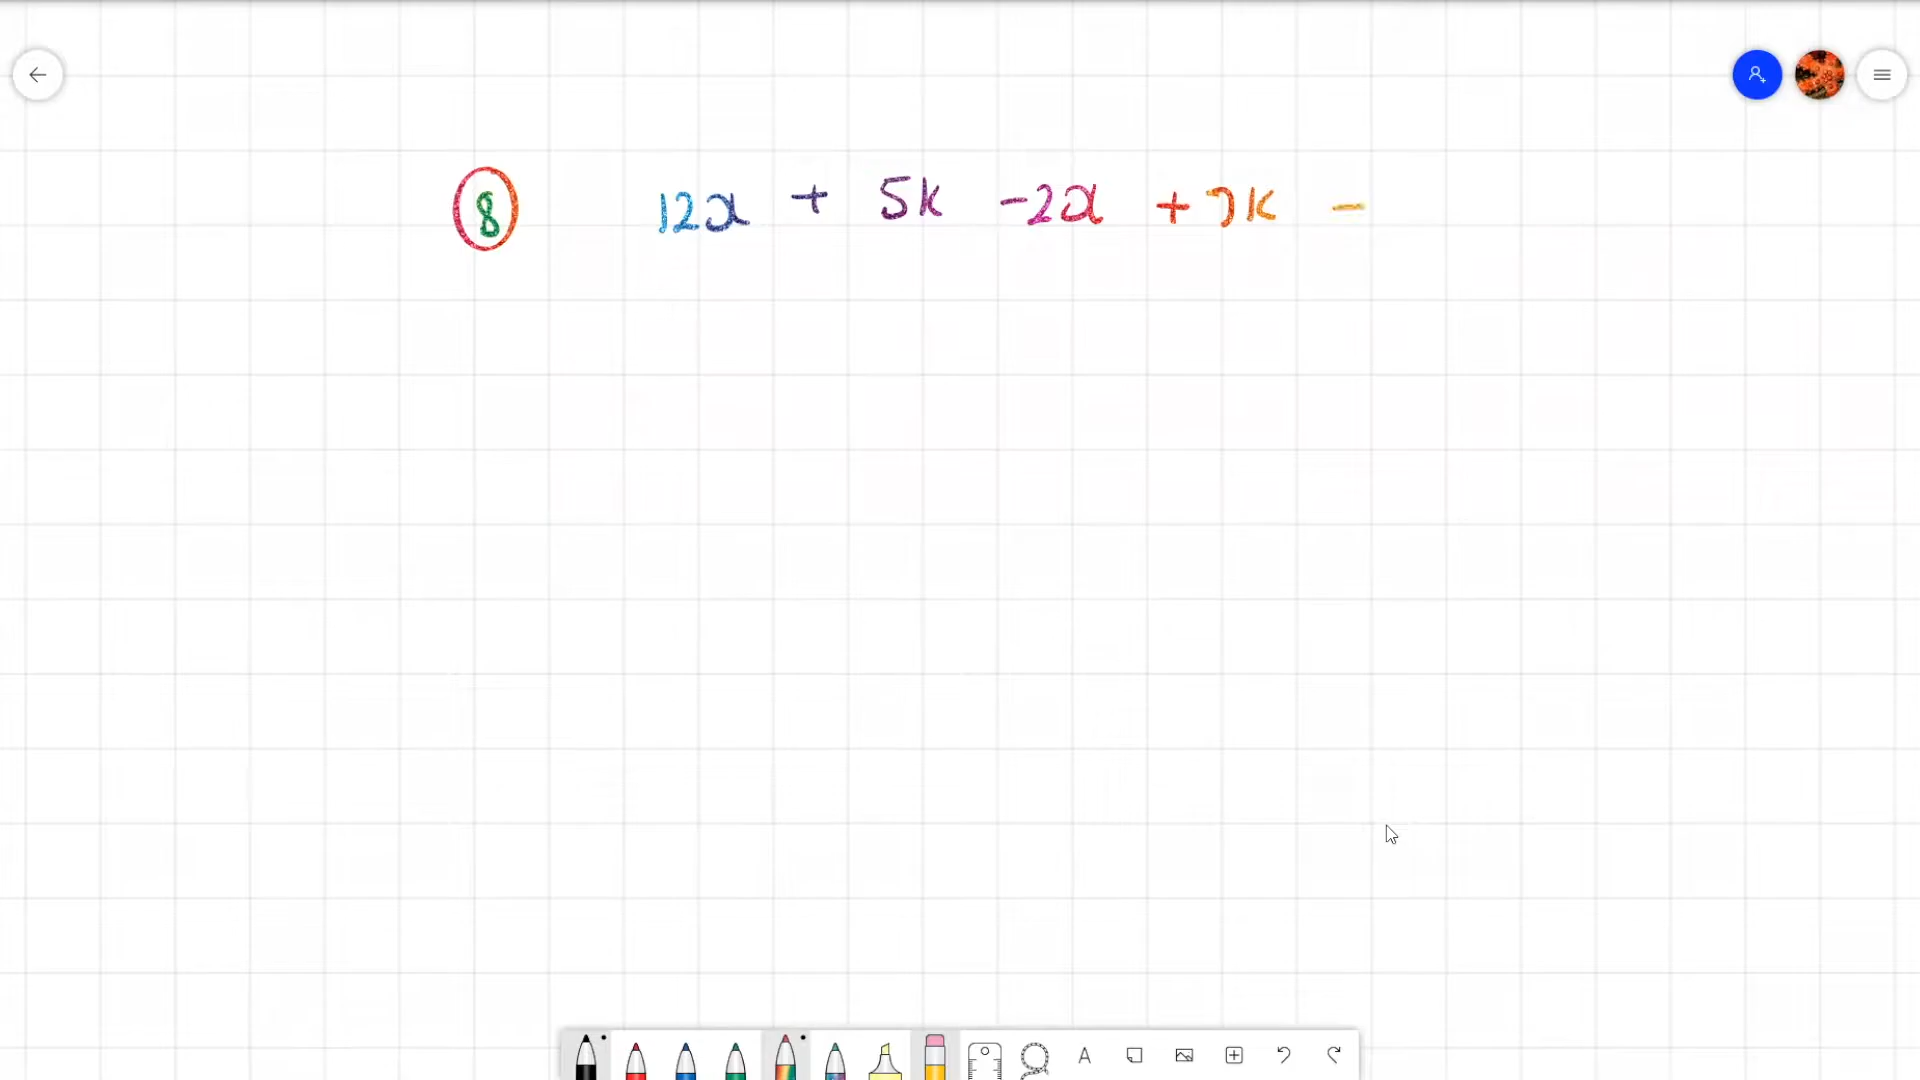 8 12x + 5k -2x + 7k -